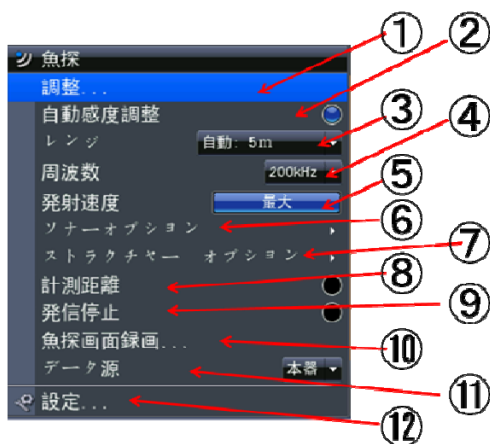 魚探
調整...
①
自動感度調整
②
レンジ 自動: 5m
③
周波数 200kHz
④
発射速度 最大
⑤
ソナーオプション
⑥
ストラクチャー オプション
⑦
計測距離
⑧
発信停止
⑨
魚探画面録画...
⑩
データ源 本器
⑪
設定...
⑫